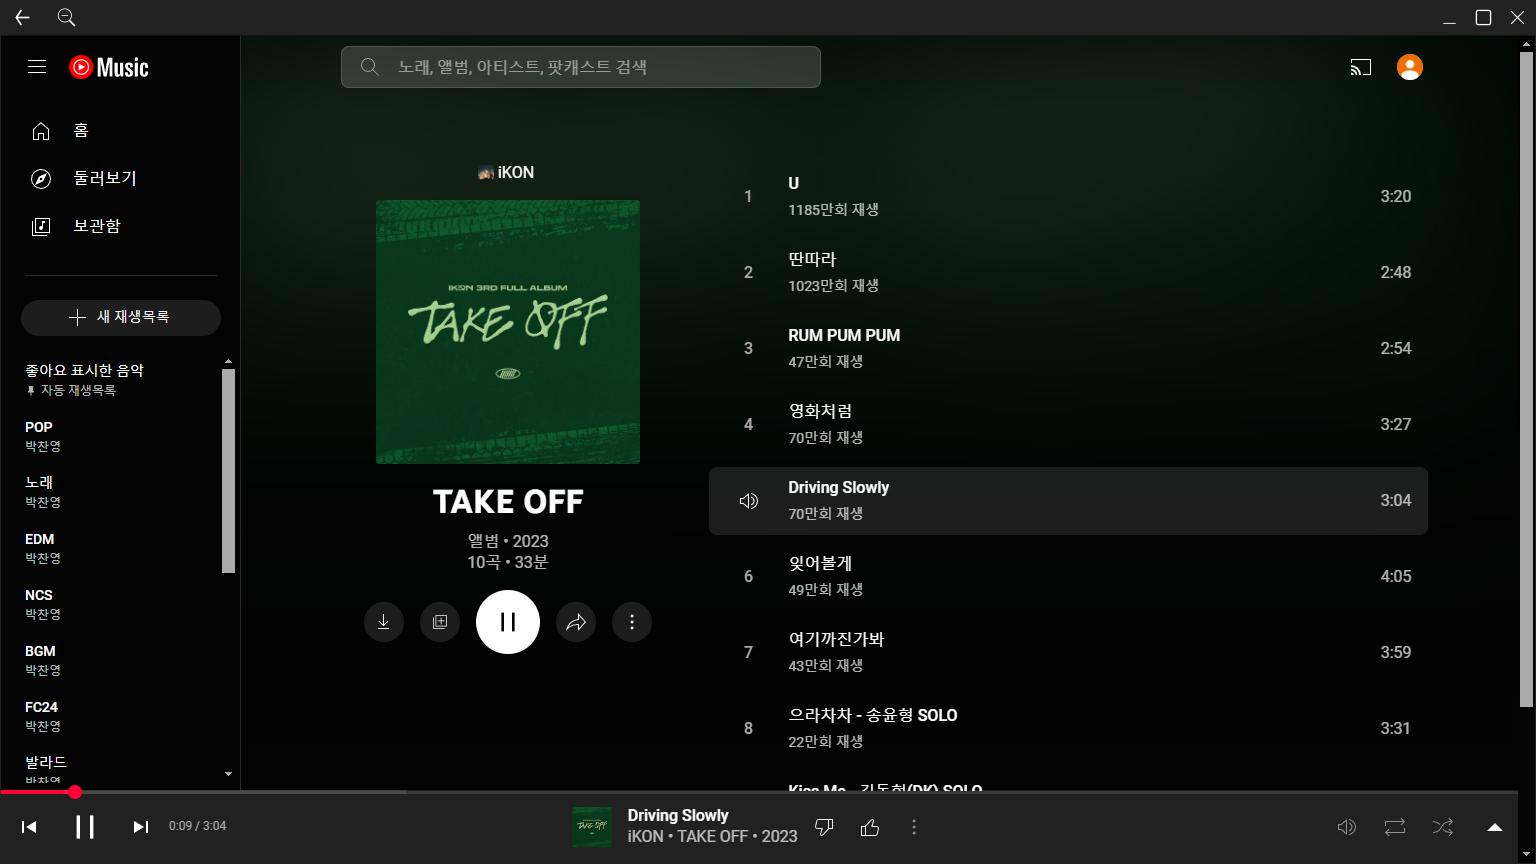 Music
노래, 앨범, 아티스트, 팟캐스트 검색
홈
둘러보기
보관함
새 재생목록
좋아요 표시한 음악
자동 재생목록
POP
박찬영
노래
박찬영
EDM
박찬영
NCS
박찬영
BGM
박찬영
FC24
박찬영
발라드
박찬영
iKON
iKON 3RD FULL ALBUM
TAKE OFF
TAKE OFF
앨범 • 2023
10곡 • 33분
1
U
1185만회 재생
3:20
2
딴따라
1023만회 재생
2:48
3
RUM PUM PUM
47만회 재생
2:54
4
영화처럼
70만회 재생
3:27
Driving Slowly
70만회 재생
3:04
6
잊어볼게
49만회 재생
4:05
7
여기까진가봐
43만회 재생
3:59
8
으라차차 - 송윤형 SOLO
22만회 재생
3:31
Kiss Me - 김동혁(DK) SOLO
0:09 / 3:04
TAKE OFF
Driving Slowly
iKON • TAKE OFF • 2023